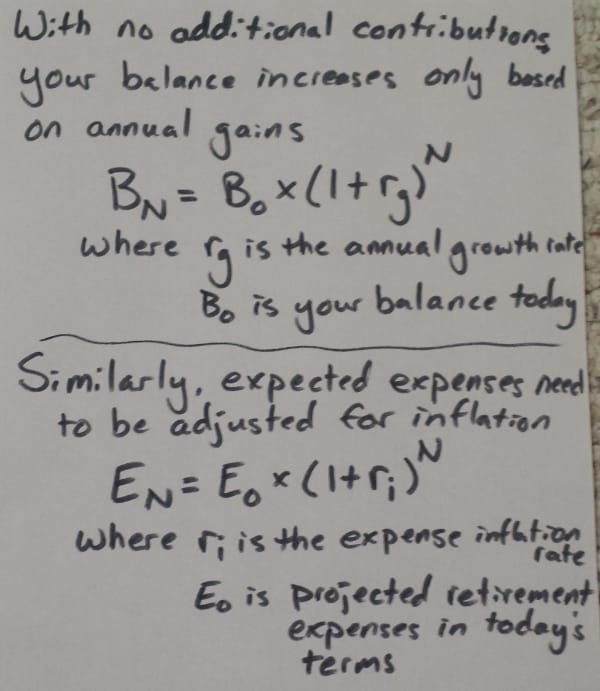 With no additional contributions
your balance increases only based
on annual gains
B_N = B_0 × (1 + r_g)^N
where r_g is the annual growth rate
B_0 is your balance today
Similarly, expected expenses need
to be adjusted for inflation
E_N = E_0 × (1 + r_i)^N
where r_i is the expense inflation
rate
E_0 is projected retirement
expenses in today's
terms